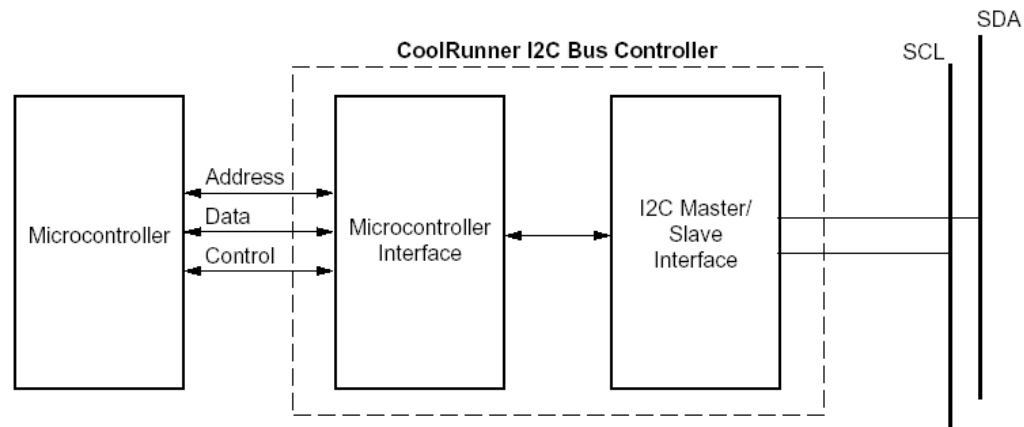 SDA
CoolRunner I2C Bus Controller
SCL
Address
Data
Control
Microcontroller
Microcontroller
Interface
I2C Master/
Slave
Interface